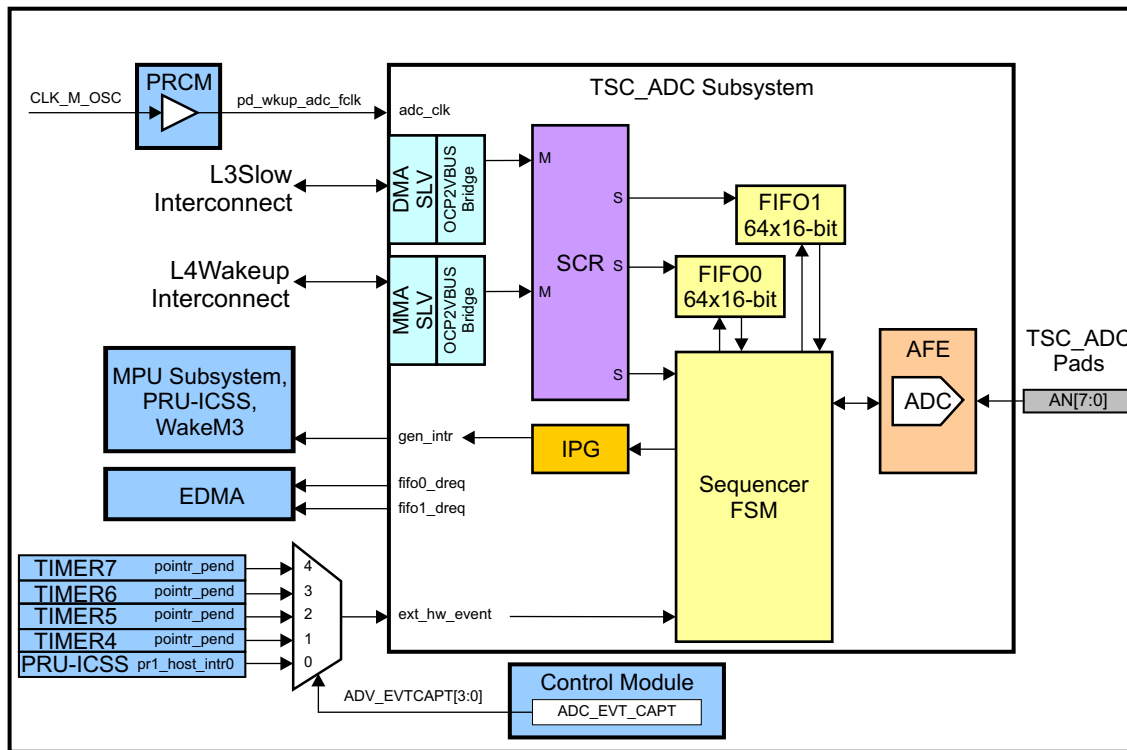 PRCM
CLK_M_OSC
pd_wkup_adc_fclk
TSC_ADC Subsystem
adc_clk
L3Slow
Interconnect
DMA
SLV
OCP2VBUS
Bridge
M
L4Wakeup
Interconnect
MMA
SLV
OCP2VBUS
Bridge
M
SCR
S
S
S
FIFO1
64x16-bit
FIFO0
64x16-bit
AFE
ADC
TSC_ADC
Pads
AN[7:0]
MPU Subsystem,
PRU-ICSS,
WakeM3
gen_intr
IPG
Sequencer
FSM
EDMA
fifo0_dreq
fifo1_dreq
TIMER7 pointr_pend 4
TIMER6 pointr_pend 3
TIMER5 pointr_pend 2
TIMER4 pointr_pend 1
PRU-ICSS pr1_host_intr0 0
ext_hw_event
ADV_EVTCAPT[3:0]
Control Module
ADC_EVT_CAPT